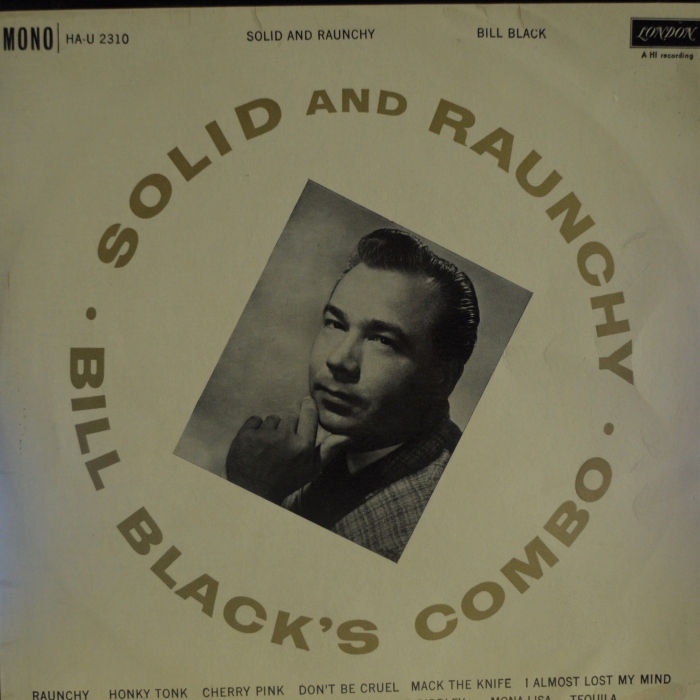 MONO HA-U 2310 SOLID AND RAUNCHY BILL BLACK LONDON
A HI recording
SOLID AND RAUNCHY
• BILL BLACK'S COMBO •
RAUNCHY HONKY TONK CHERRY PINK DON'T BE CRUEL MACK THE KNIFE I ALMOST LOST MY MIND
MONA LISA TEQUILA